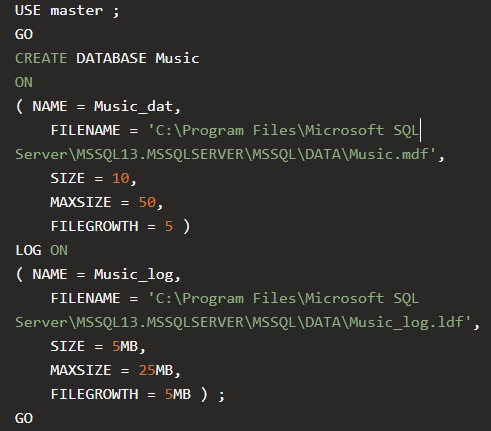 USE master ;
GO
CREATE DATABASE Music
ON
( NAME = Music_dat,
    FILENAME = 'C:\Program Files\Microsoft SQL
Server\MSSQL13.MSSQLSERVER\MSSQL\DATA\Music.mdf',
    SIZE = 10,
    MAXSIZE = 50,
    FILEGROWTH = 5 )
LOG ON
( NAME = Music_log,
    FILENAME = 'C:\Program Files\Microsoft SQL
Server\MSSQL13.MSSQLSERVER\MSSQL\DATA\Music_log.ldf',
    SIZE = 5MB,
    MAXSIZE = 25MB,
    FILEGROWTH = 5MB ) ;
GO